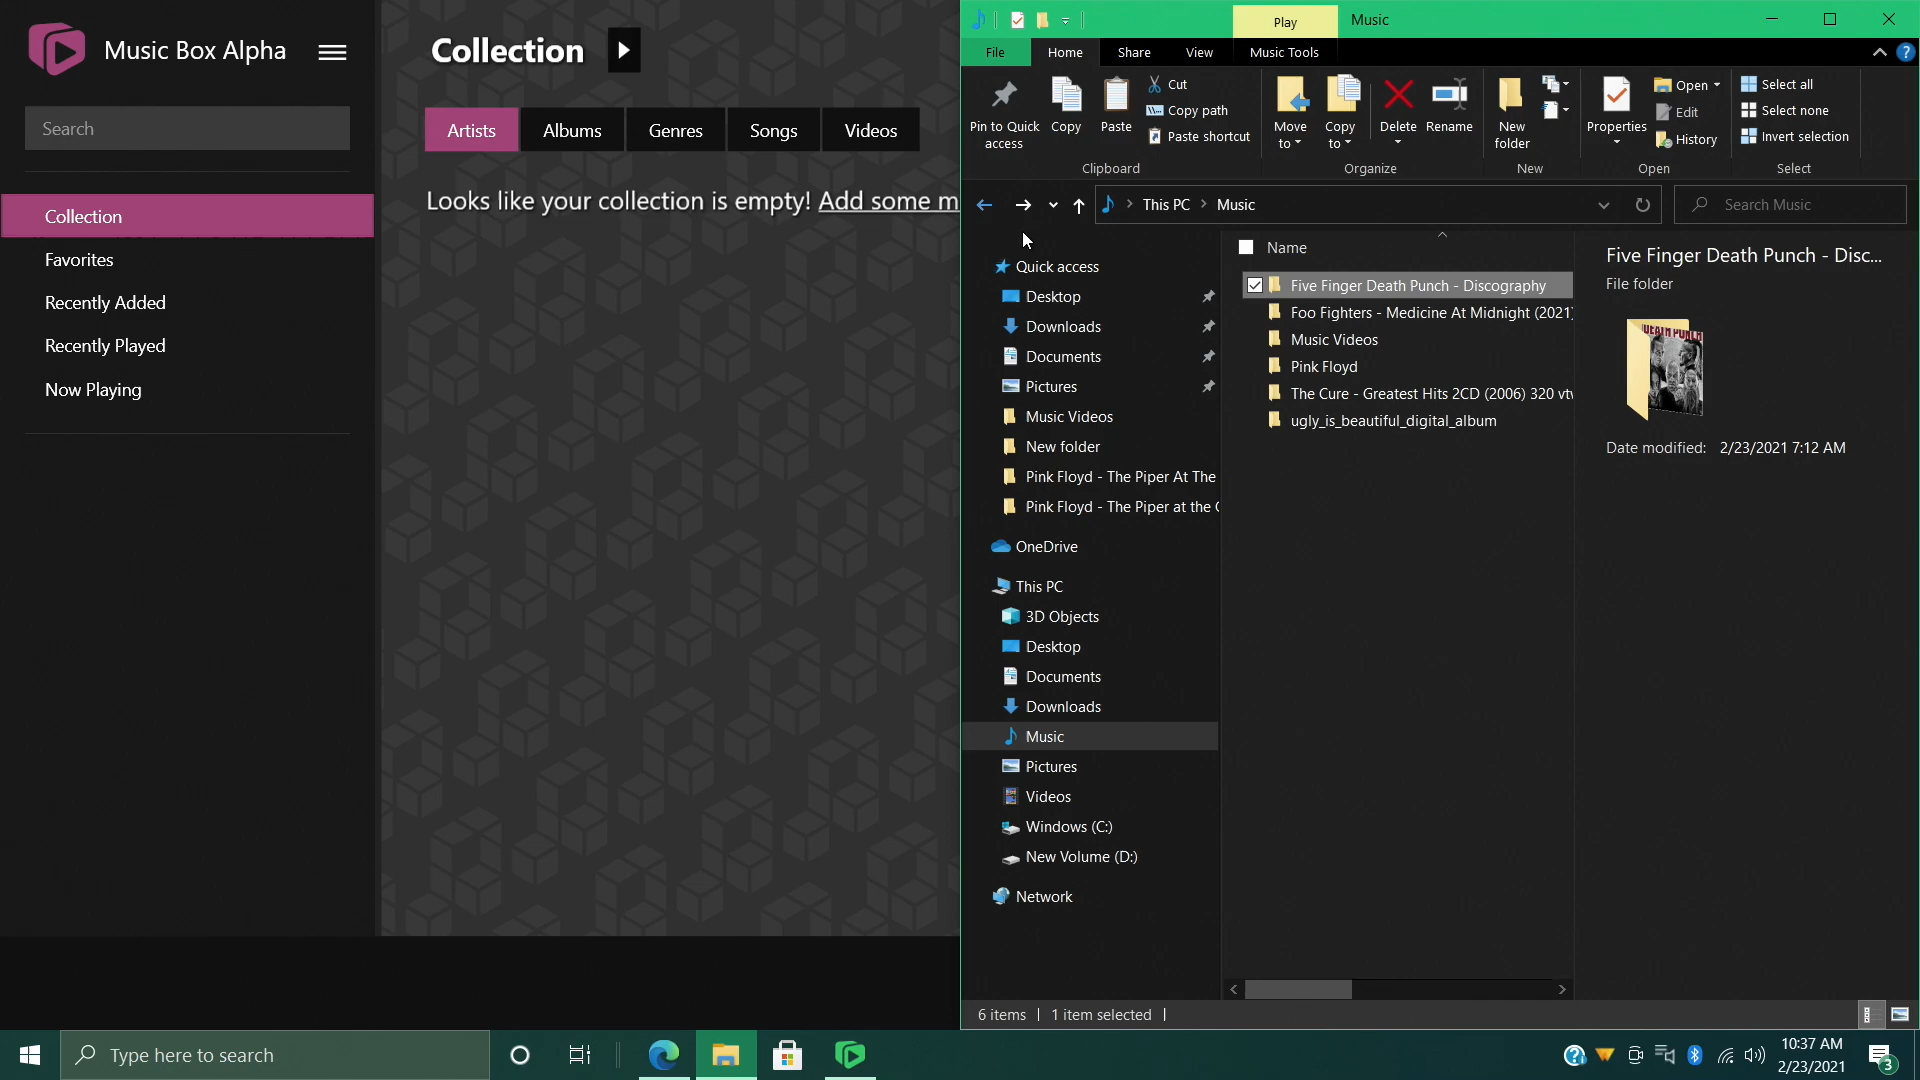 Music Box Alpha
Search
Collection
Favorites
Recently Added
Recently Played
Now Playing
Collection
Artists
Albums
Genres
Songs
Videos
Looks like your collection is empty! Add some m
Play
Music
File
Home
Share
View
Music Tools
Pin to Quick
access
Copy
Paste
Cut
Copy path
Paste shortcut
Clipboard
Move
to
Copy
to
Delete
Rename
Organize
New
folder
New
Properties
Open
Edit
History
Open
Select all
Select none
Invert selection
Select
This PC
Music
Search Music
Quick access
Desktop
Downloads
Documents
Pictures
Music Videos
New folder
Pink Floyd - The Piper At The
Pink Floyd - The Piper at the G
OneDrive
This PC
3D Objects
Desktop
Documents
Downloads
Music
Pictures
Videos
Windows (C:)
New Volume (D:)
Network
Name
Five Finger Death Punch - Discography
Foo Fighters - Medicine At Midnight (2021)
Music Videos
Pink Floyd
The Cure - Greatest Hits 2CD (2006) 320 vtw
ugly_is_beautiful_digital_album
Five Finger Death Punch - Disc...
File folder
DEATH PUNCH
Date modified: 2/23/2021 7:12 AM
6 items
1 item selected
Type here to search
10:37 AM
2/23/2021
3